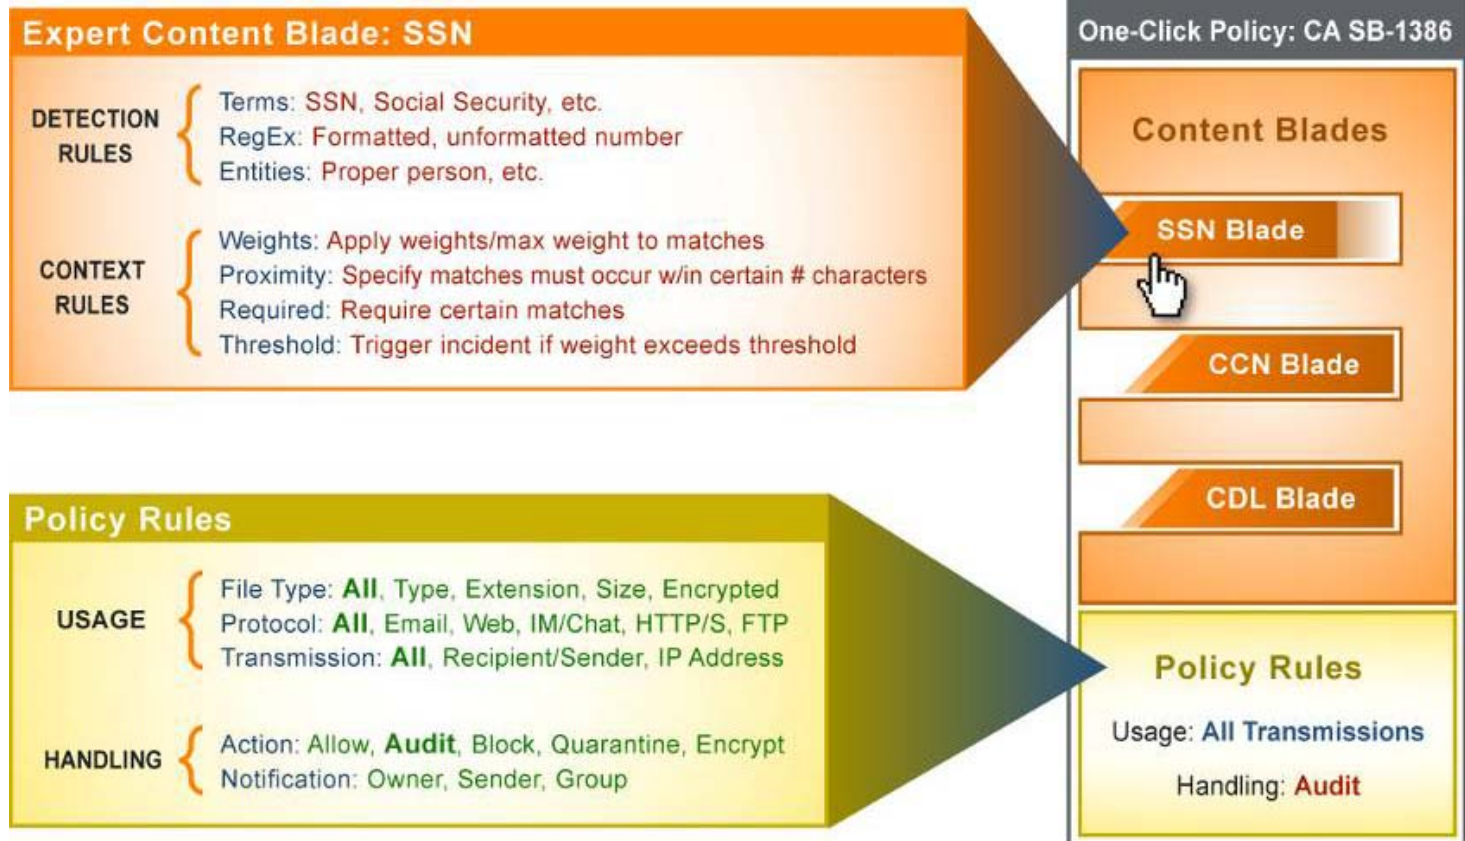 Expert Content Blade: SSN
DETECTION
RULES
Terms: SSN, Social Security, etc.
RegEx: Formatted, unformatted number
Entities: Proper person, etc.
CONTEXT
RULES
Weights: Apply weights/max weight to matches
Proximity: Specify matches must occur w/in certain # characters
Required: Require certain matches
Threshold: Trigger incident if weight exceeds threshold
Policy Rules
USAGE
File Type: All, Type, Extension, Size, Encrypted
Protocol: All, Email, Web, IM/Chat, HTTP/S, FTP
Transmission: All, Recipient/Sender, IP Address
HANDLING
Action: Allow, Audit, Block, Quarantine, Encrypt
Notification: Owner, Sender, Group
One-Click Policy: CA SB-1386
Content Blades
SSN Blade
CCN Blade
CDL Blade
Policy Rules
Usage: All Transmissions
Handling: Audit